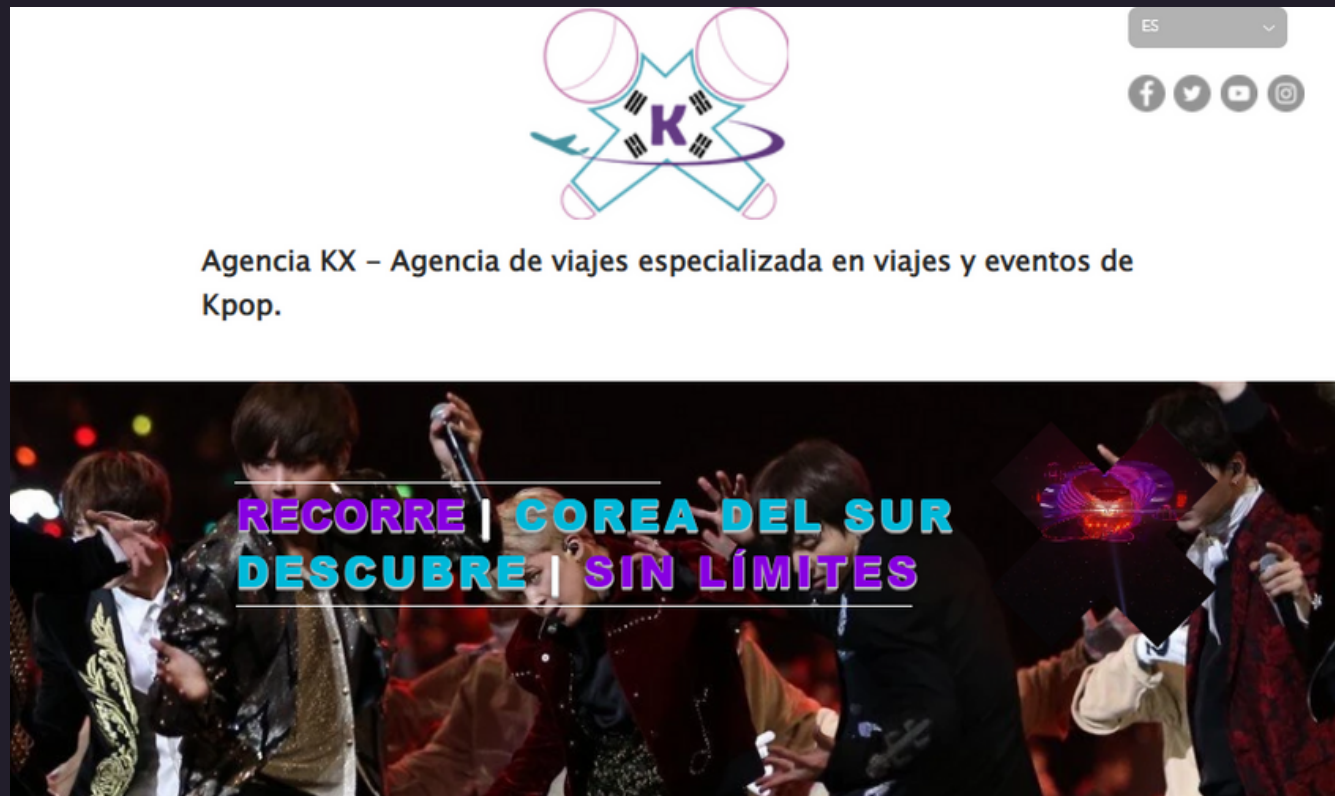 ES
K
Agencia KX – Agencia de viajes especializada en viajes y eventos de
Kpop.
RECORRE | COREA DEL SUR
DESCUBRE | SIN LÍMITES